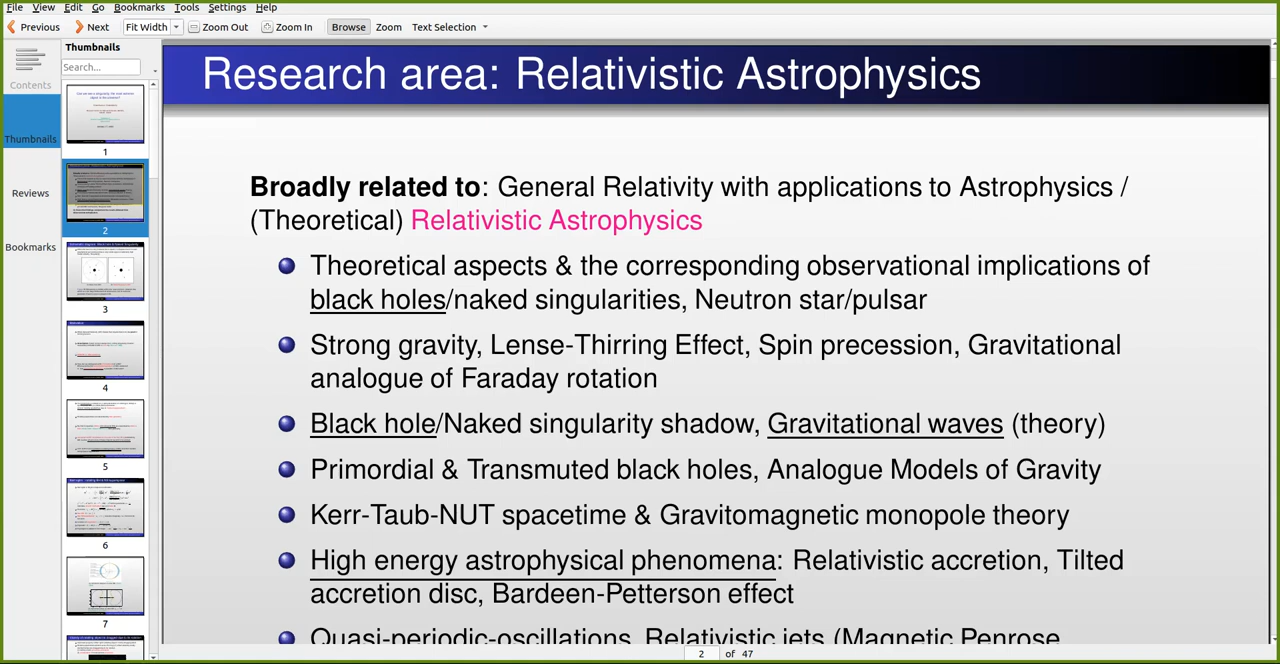 File View Edit Go Bookmarks Tools Settings Help
Previous Next Fit Width Zoom Out Zoom In Browse Zoom Text Selection
Thumbnails
Search...
Contents
Thumbnails
Reviews
Bookmarks
1
2
3
4
5
6
7
Research area: Relativistic Astrophysics
Broadly related to: General Relativity with applications to Astrophysics /
(Theoretical) Relativistic Astrophysics
Theoretical aspects & the corresponding observational implications of
black holes/naked singularities, Neutron star/pulsar
Strong gravity, Lense-Thirring Effect, Spin precession, Gravitational
analogue of Faraday rotation
Black hole/Naked singularity shadow, Gravitational waves (theory)
Primordial & Transmuted black holes, Analogue Models of Gravity
Kerr-Taub-NUT spacetime & Gravitomagnetic monopole theory
High energy astrophysical phenomena: Relativistic accretion, Tilted
accretion disc, Bardeen-Petterson effect
Quasi-periodic-oscillations, Relativistic jets (Magnetic Penrose
2 of 47